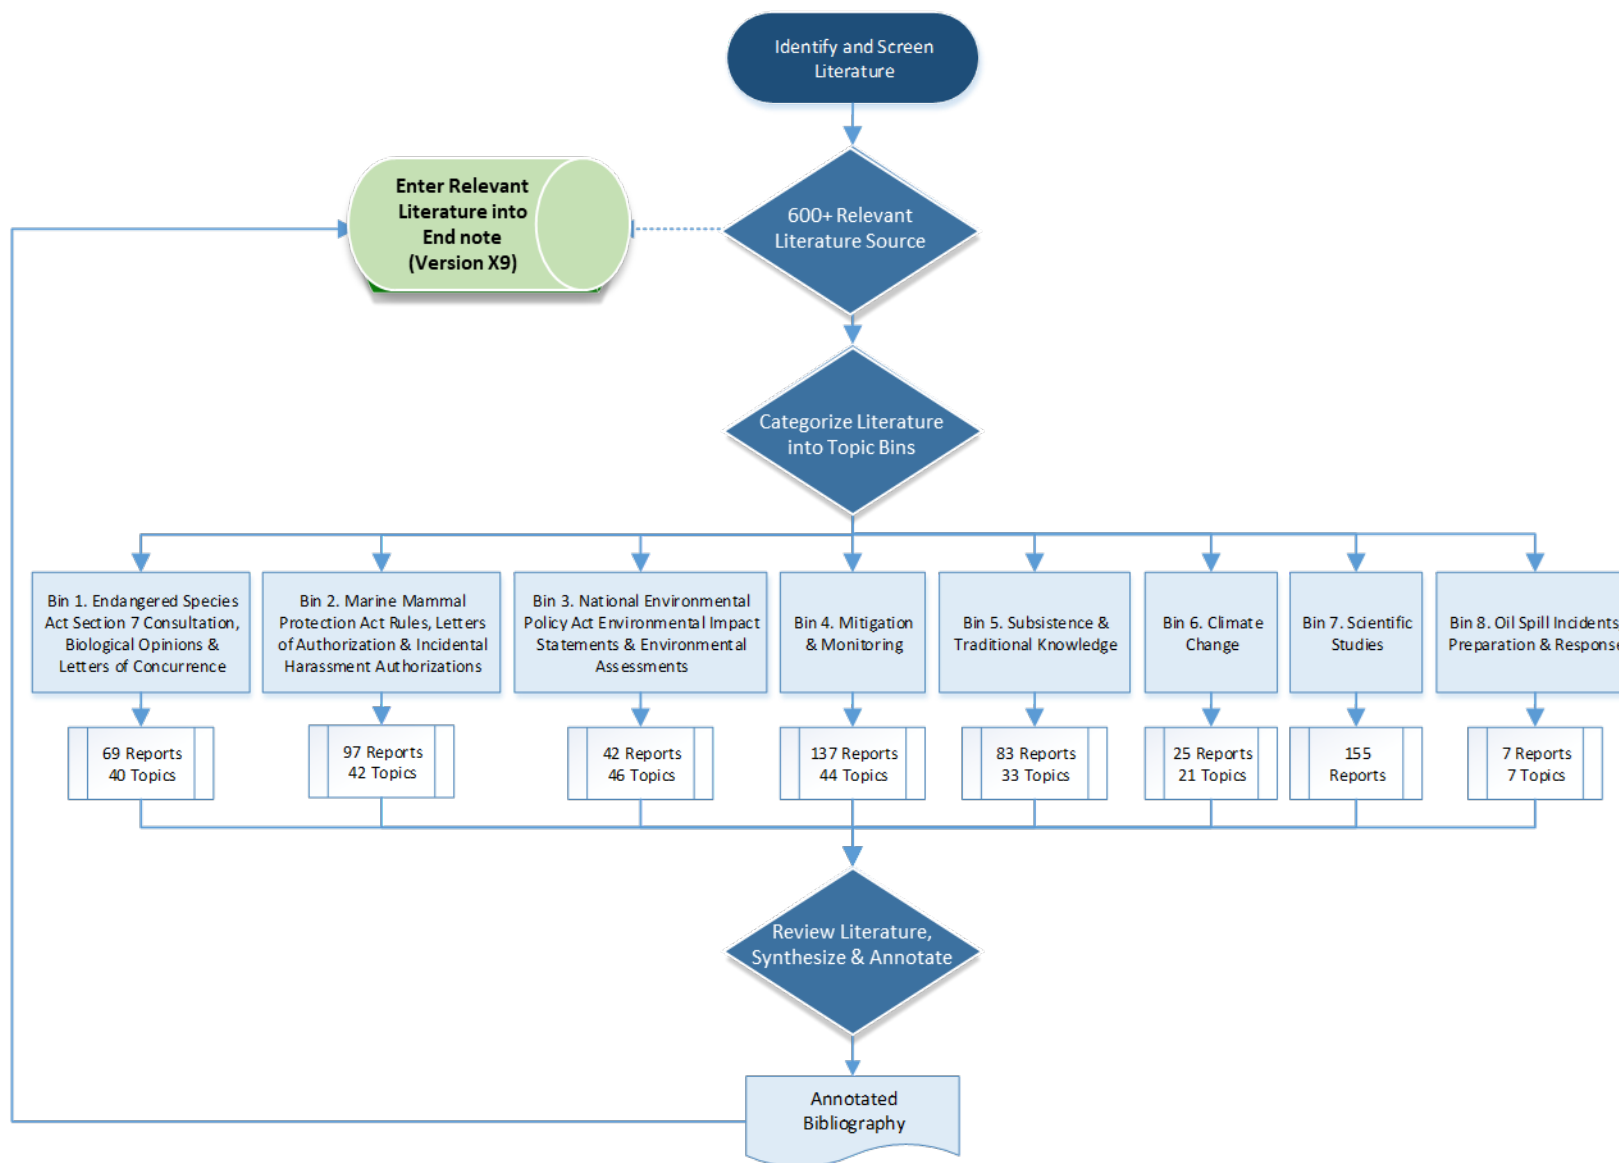 Identify and Screen
Literature
Enter Relevant
Literature into
End note
(Version X9)
600+ Relevant
Literature Source
Categorize Literature
into Topic Bins
Bin 1. Endangered Species
Act Section 7 Consultation,
Biological Opinions &
Letters of Concurrence
Bin 2. Marine Mammal
Protection Act Rules, Letters
of Authorization & Incidental
Harassment Authorizations
Bin 3. National Environmental
Policy Act Environmental Impact
Statements & Environmental
Assessments
Bin 4. Mitigation
& Monitoring
Bin 5. Subsistence &
Traditional Knowledge
Bin 6. Climate
Change
Bin 7. Scientific
Studies
Bin 8. Oil Spill Incidents,
Preparation & Response
69 Reports
40 Topics
97 Reports
42 Topics
42 Reports
46 Topics
137 Reports
44 Topics
83 Reports
33 Topics
25 Reports
21 Topics
155
Reports
7 Reports
7 Topics
Review Literature,
Synthesize & Annotate
Annotated
Bibliography